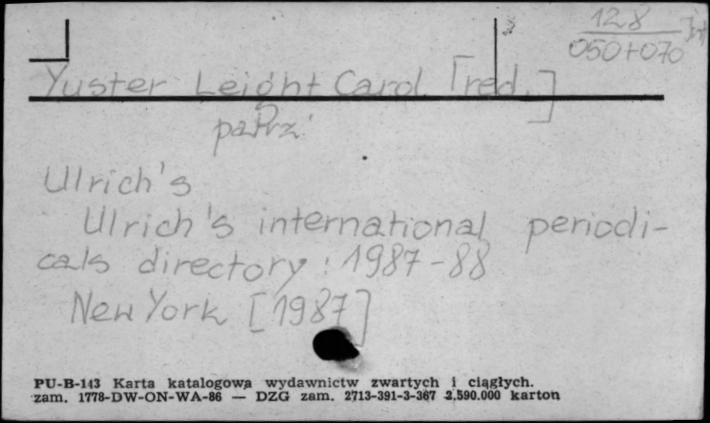 128
050+070
Yuster Leight Carol [red.]
patrz:
Ulrich's
Ulrich's international periodi-
cals directory : 1987-88
New York [1987]
PU-B-143 Karta katalogowa wydawnictw zwartych i ciągłych.
zam. 1778-DW-ON-WA-86 — DZG zam. 2713-391-3-367 2.590.000 karton